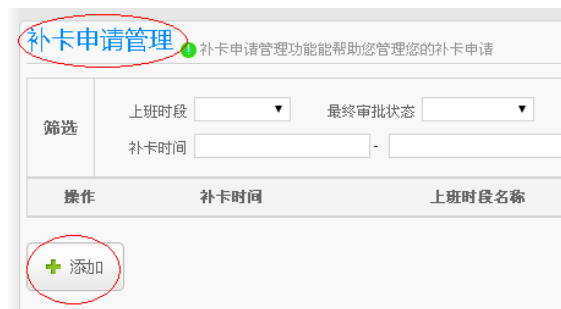 补卡申请管理 补卡申请管理功能能帮助您管理您的补卡申请
筛选
上班时段 最终审批状态
补卡时间 -
操作 补卡时间 上班时段名称
添加